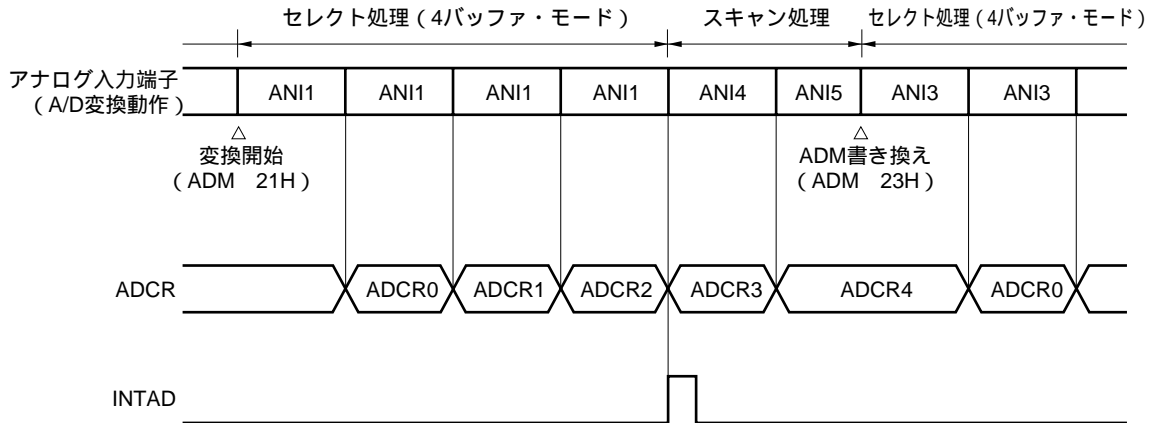 セレクト処理（4バッファ・モード） スキャン処理 セレクト処理（4バッファ・モード）
アナログ入力端子
（A/D変換動作）
ANI1 ANI1 ANI1 ANI1 ANI4 ANI5 ANI3 ANI3
変換開始
（ADM 21H）
ADM書き換え
（ADM 23H）
ADCR ADCR0 ADCR1 ADCR2 ADCR3 ADCR4 ADCR0
INTAD